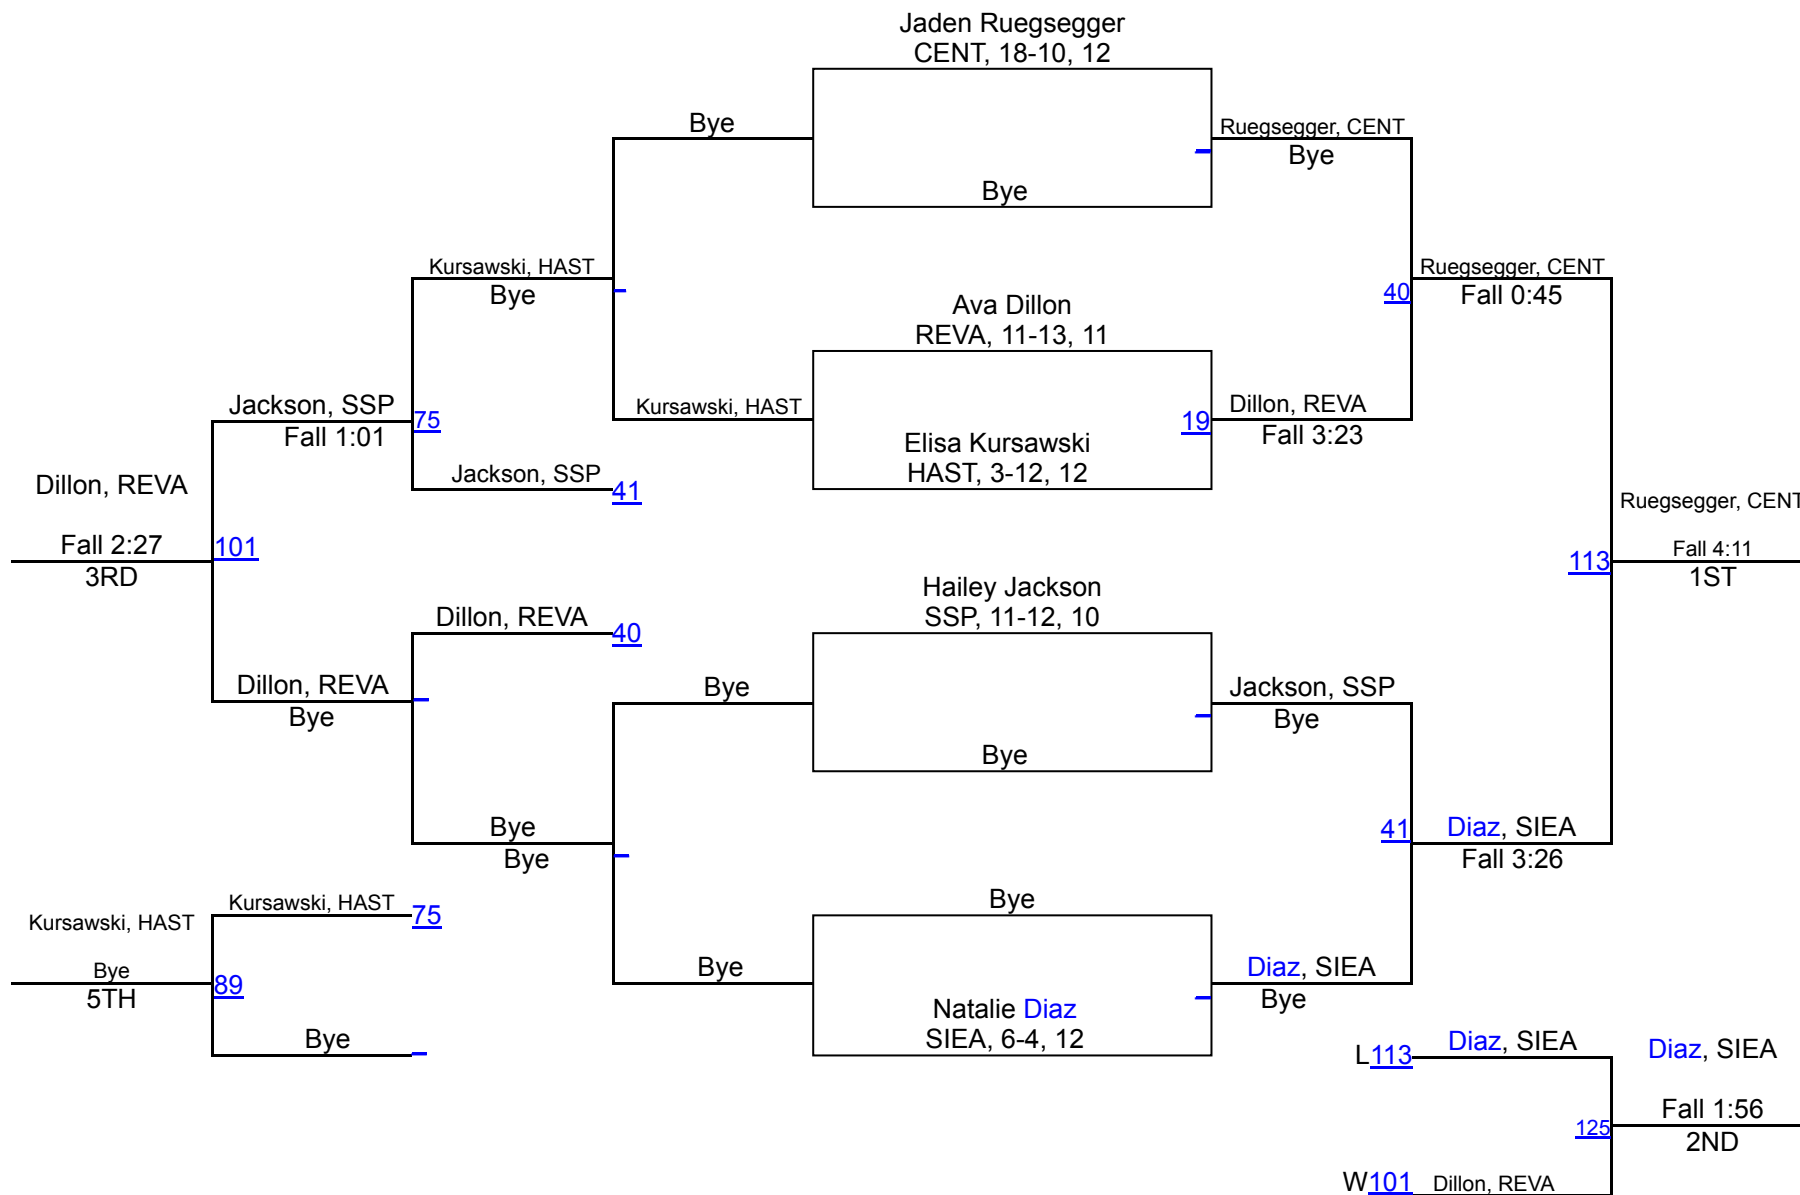 Jaden Ruegsegger
CENT, 18-10, 12
Bye
Ruegsegger, CENT
Bye
Bye
Kursawski, HAST
Bye
Ruegsegger, CENT
40
Fall 0:45
Ava Dillon
REVA, 11-13, 11
Jackson, SSP
75
Fall 1:01
Kursawski, HAST
19
Dillon, REVA
Fall 3:23
Elisa Kursawski
HAST, 3-12, 12
Jackson, SSP
41
Dillon, REVA
Ruegsegger, CENT
Fall 2:27
101
3RD
113
Fall 4:11
1ST
Hailey Jackson
SSP, 11-12, 10
Dillon, REVA
40
Dillon, REVA
Bye
Bye
Jackson, SSP
Bye
Bye
Bye
Bye
41
Diaz, SIEA
Fall 3:26
Kursawski, HAST
75
Kursawski, HAST
Bye
Bye
5TH
89
Bye
Diaz, SIEA
Bye
Natalie Diaz
SIEA, 6-4, 12
Bye
L113
Diaz, SIEA
Diaz, SIEA
125
Fall 1:56
2ND
W101
Dillon, REVA